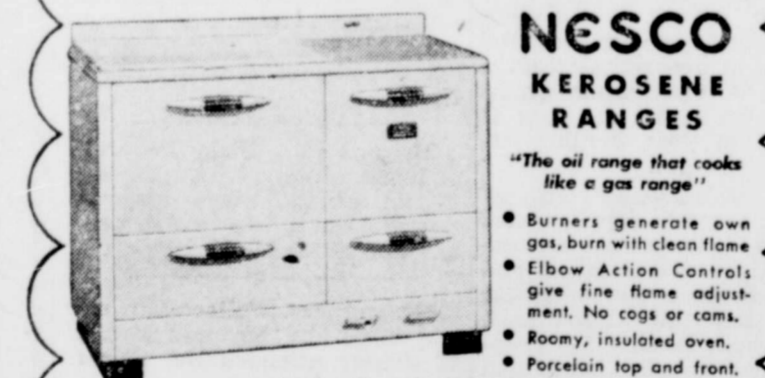 NESCO
KEROSENE
RANGES
"The oil range that cooks
like a gas range"
• Burners generate own
gas, burn with clean flame
• Elbow Action Controls
give fine flame adjust-
ment. No cogs or cams.
• Roomy, insulated oven.
• Porcelain top and front.